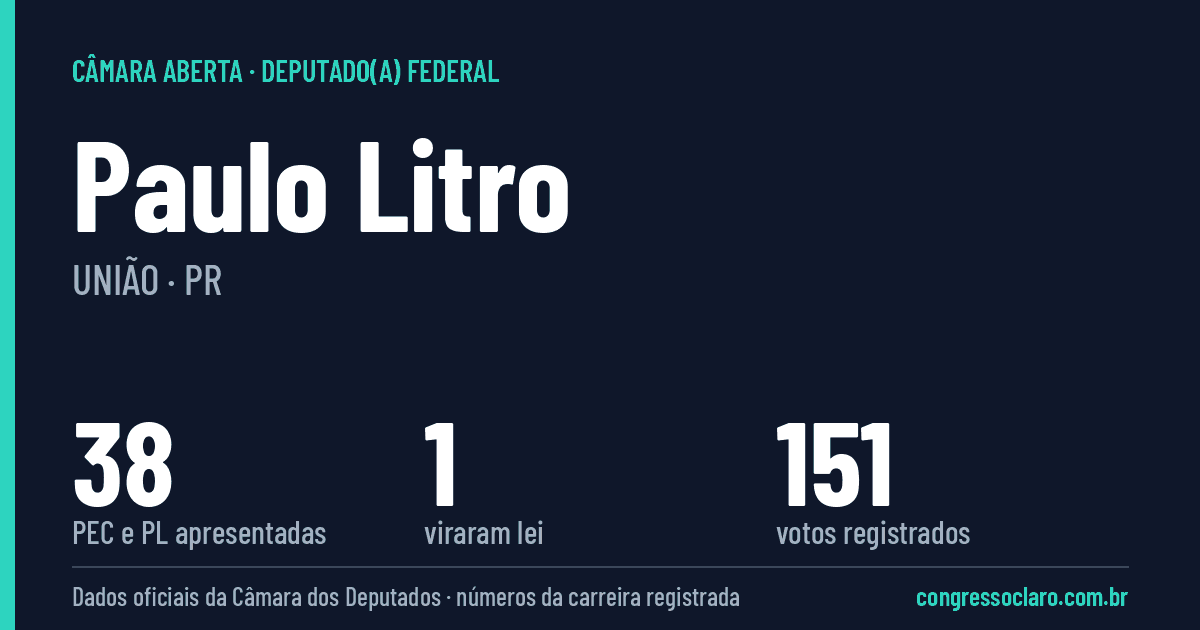 CÂMARA ABERTA · DEPUTADO(A) FEDERAL
Paulo Litro
UNIÃO · PR
38 1 151
PEC e PL apresentadas viraram lei votos registrados
Dados oficiais da Câmara dos Deputados · números da carreira registrada congressoclaro.com.br